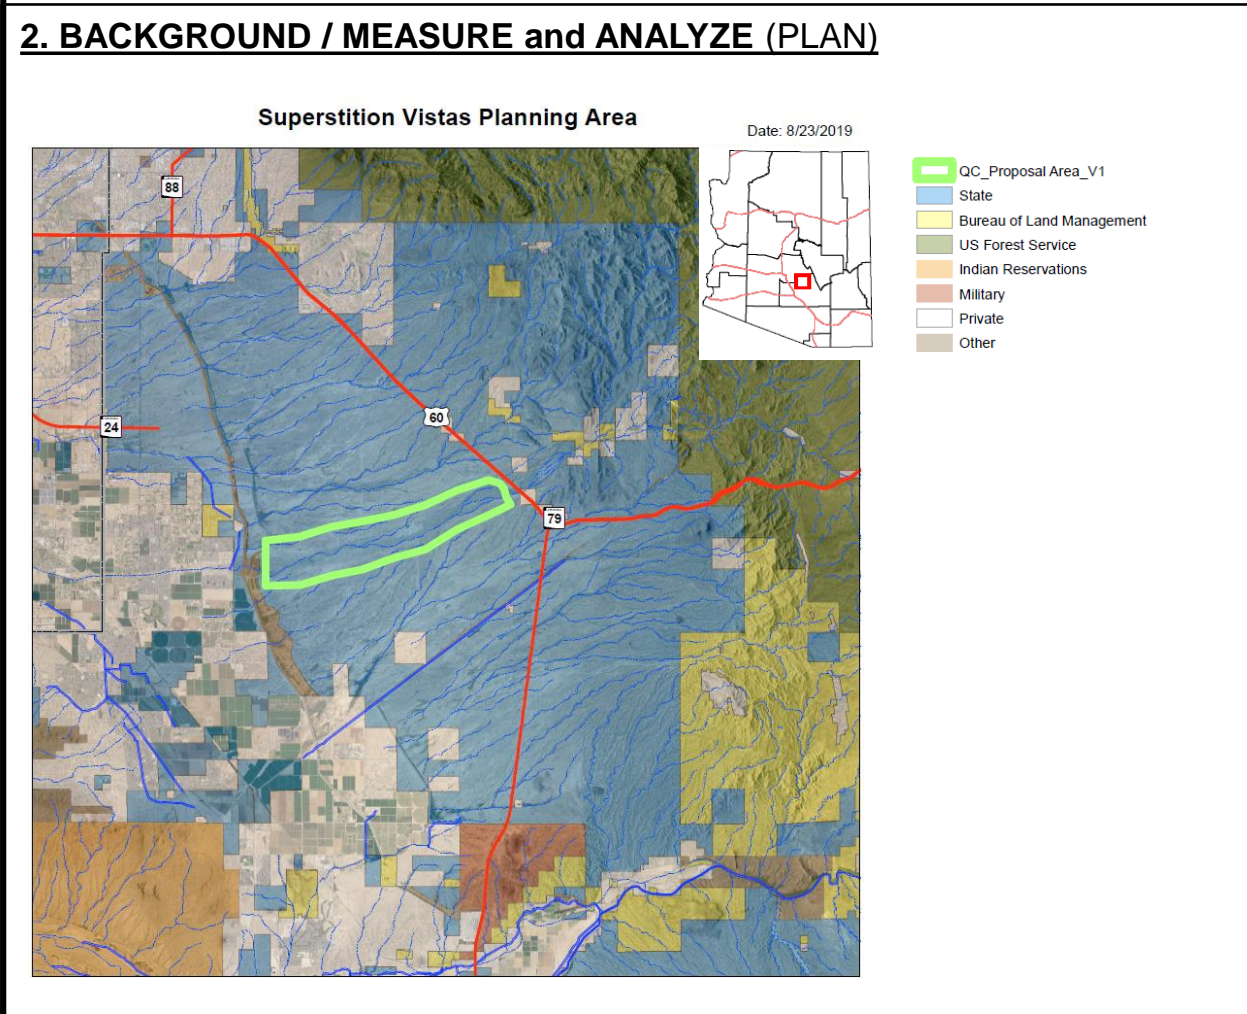 2. BACKGROUND / MEASURE and ANALYZE (PLAN)
Superstition Vistas Planning Area
Date: 8/23/2019
QC_Proposal Area_V1
State
Bureau of Land Management
US Forest Service
Indian Reservations
Military
Private
Other
88
60
24
79